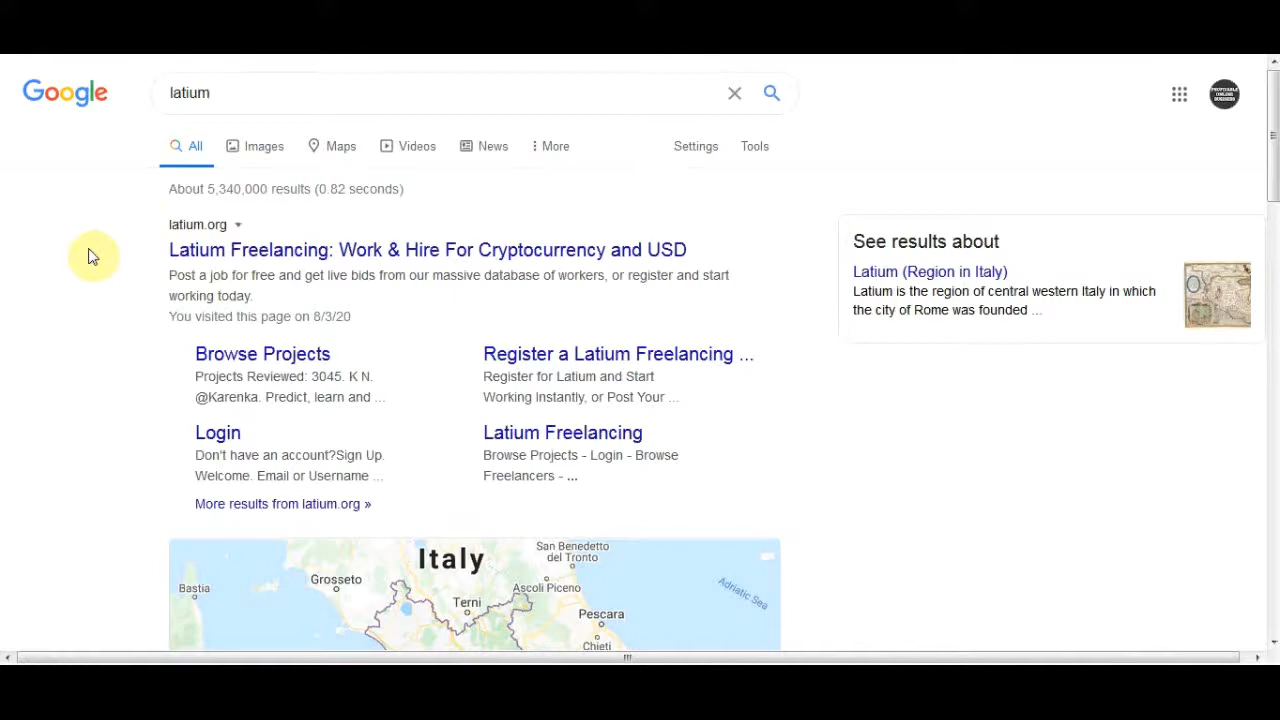 Google
latium
All Images Maps Videos News More Settings Tools
About 5,340,000 results (0.82 seconds)
latium.org
Latium Freelancing: Work & Hire For Cryptocurrency and USD
Post a job for free and get live bids from our massive database of workers, or register and start
working today.
You visited this page on 8/3/20
Browse Projects
Projects Reviewed: 3045. K N.
@Karenka. Predict, learn and ...
Register a Latium Freelancing ...
Register for Latium and Start
Working Instantly, or Post Your ...
Login
Don't have an account?Sign Up.
Welcome. Email or Username ...
Latium Freelancing
Browse Projects - Login - Browse
Freelancers - ...
More results from latium.org »
See results about
Latium (Region in Italy)
Latium is the region of central western Italy in which
the city of Rome was founded ...
Italy
San Benedetto
del Tronto
Grosseto
Ascoli Piceno
Bastia
Terni
Adriatic Sea
Pescara
Chieti